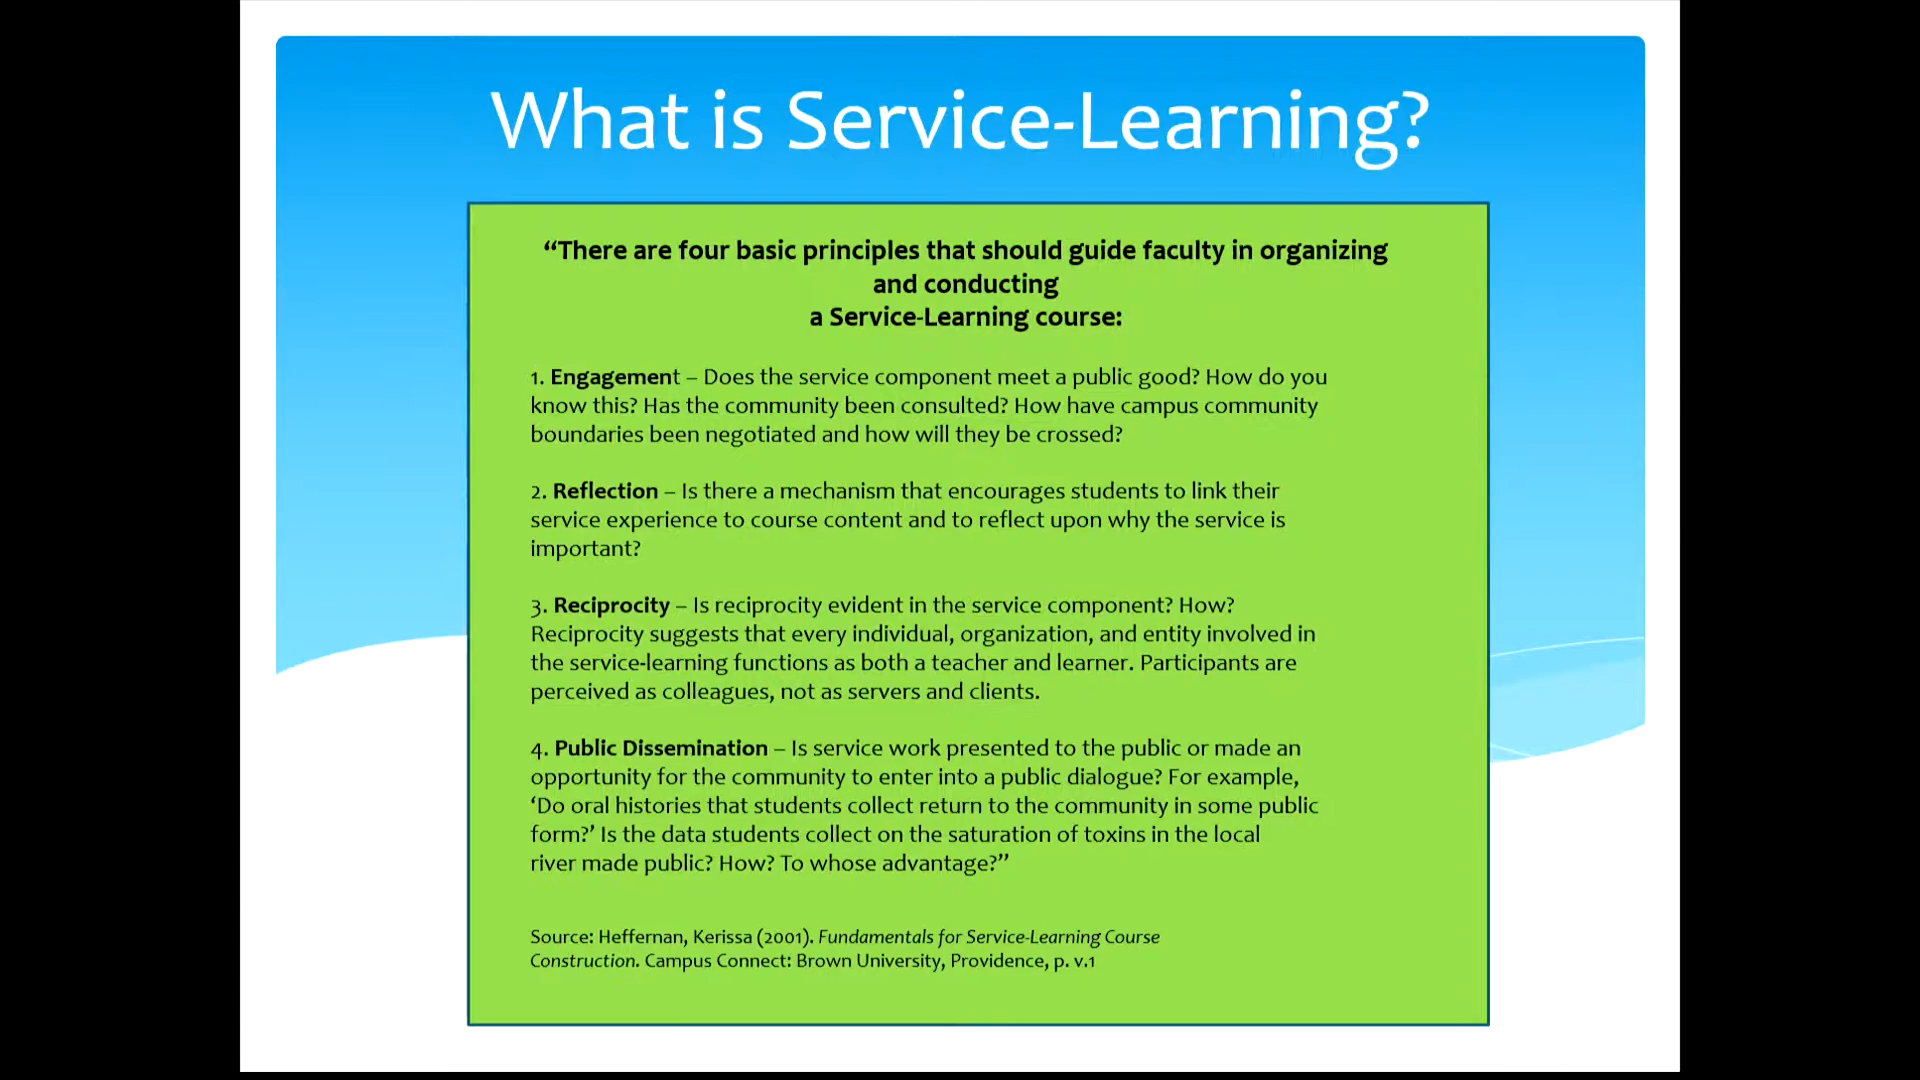 What is Service-Learning?
“There are four basic principles that should guide faculty in organizing
and conducting
a Service-Learning course:
1. Engagement – Does the service component meet a public good? How do you
know this? Has the community been consulted? How have campus community
boundaries been negotiated and how will they be crossed?
2. Reflection – Is there a mechanism that encourages students to link their
service experience to course content and to reflect upon why the service is
important?
3. Reciprocity – Is reciprocity evident in the service component? How?
Reciprocity suggests that every individual, organization, and entity involved in
the service-learning functions as both a teacher and learner. Participants are
perceived as colleagues, not as servers and clients.
4. Public Dissemination – Is service work presented to the public or made an
opportunity for the community to enter into a public dialogue? For example,
‘Do oral histories that students collect return to the community in some public
form?’ Is the data students collect on the saturation of toxins in the local
river made public? How? To whose advantage?”
Source: Heffernan, Kerissa (2001). Fundamentals for Service-Learning Course
Construction. Campus Connect: Brown University, Providence, p. v.1